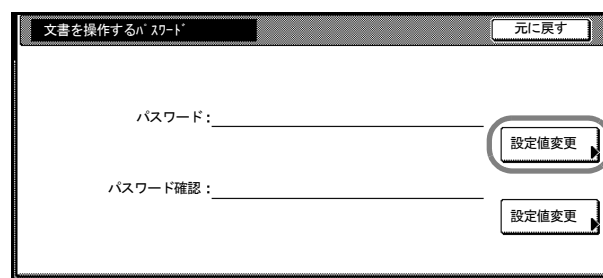 文書を操作するﾊﾟｽﾜｰﾄﾞ
元に戻す
パスワード：
設定値変更
パスワード確認：
設定値変更